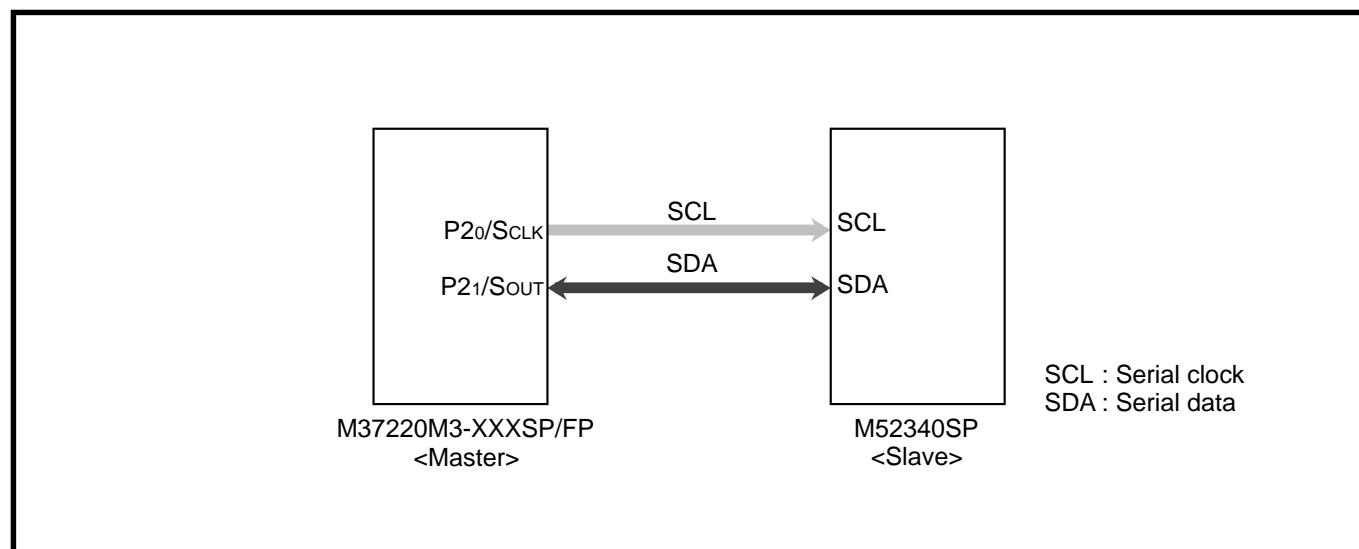 SCL
P20/SCLK
SCL
SDA
P21/SOUT
SDA
SCL : Serial clock
SDA : Serial data
M37220M3-XXXSP/FP
<Master>
M52340SP
<Slave>